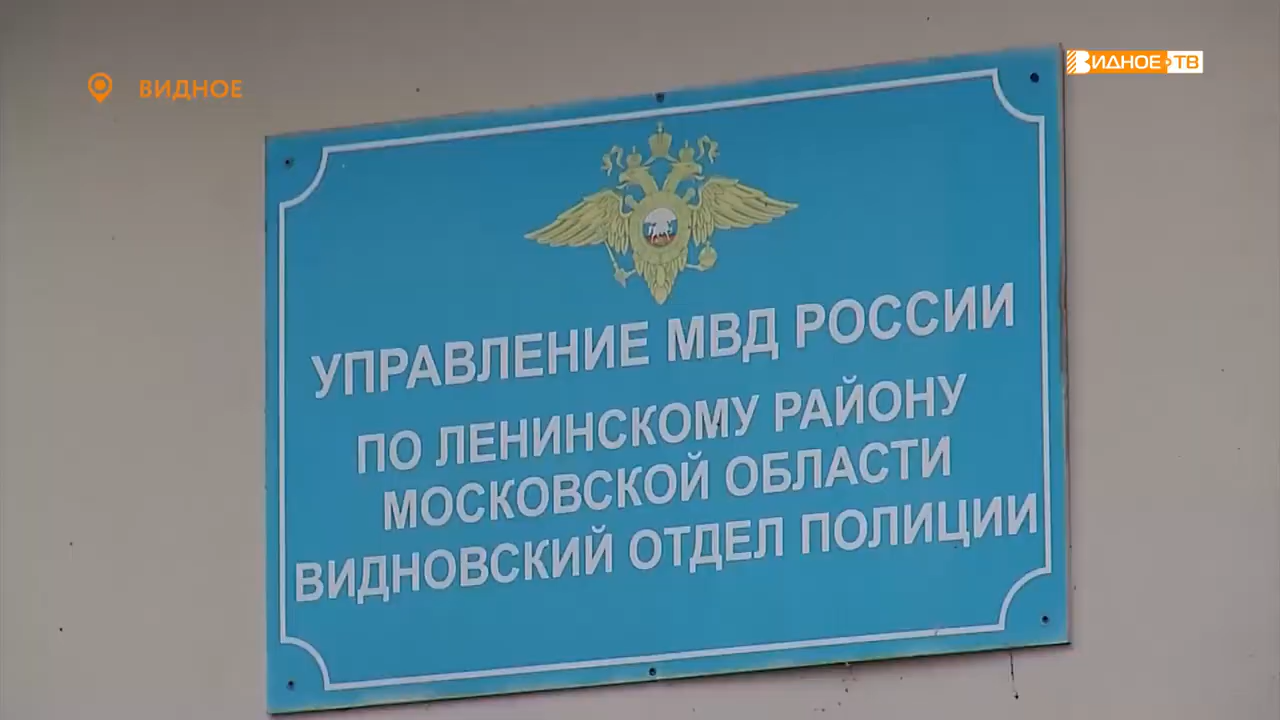 ВИДНОЕ
ВИДНОЕ ТВ
УПРАВЛЕНИЕ МВД РОССИИ
ПО ЛЕНИНСКОМУ РАЙОНУ
МОСКОВСКОЙ ОБЛАСТИ
ВИДНОВСКИЙ ОТДЕЛ ПОЛИЦИИ